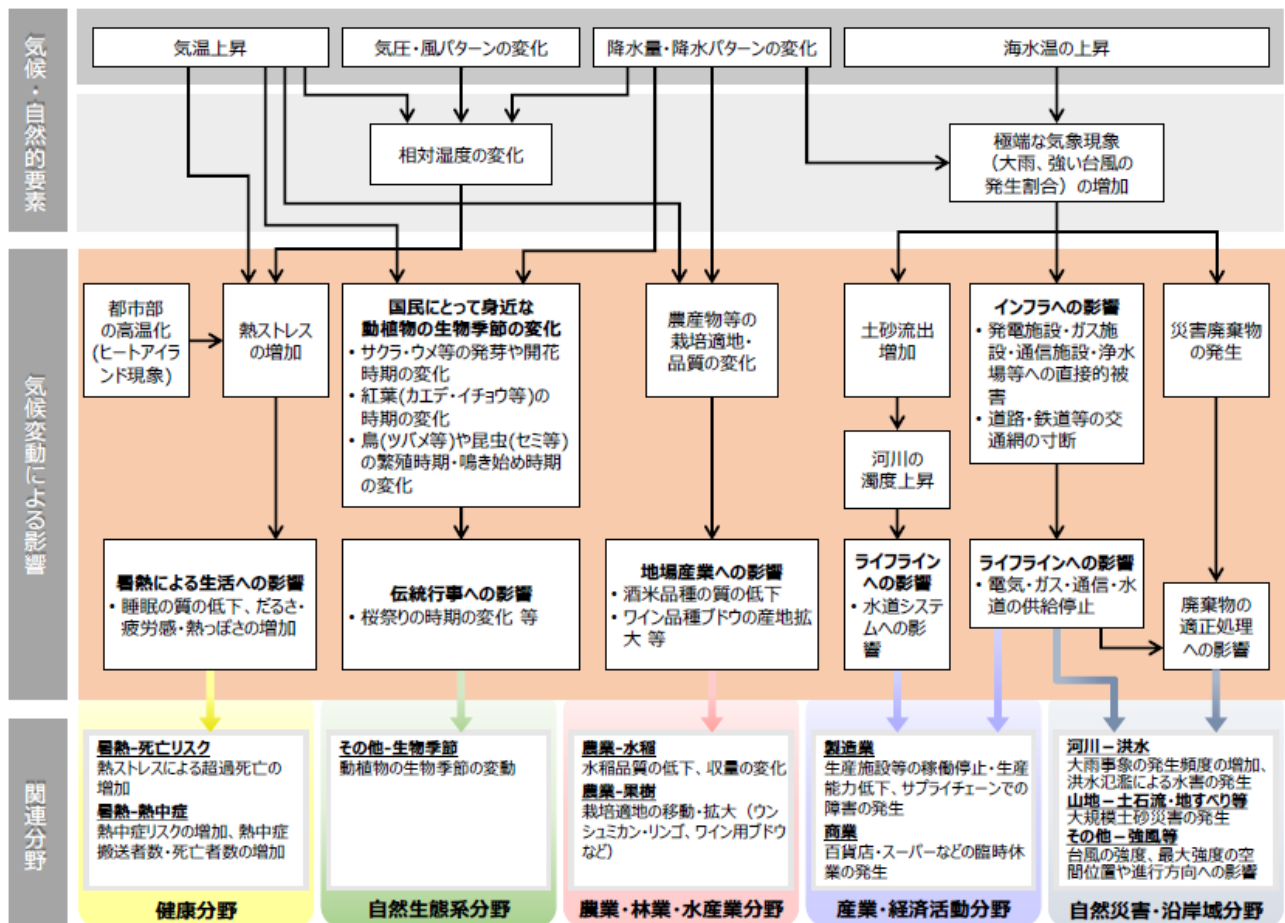 気候・自然的要素
気温上昇
気圧・風パターンの変化
降水量・降水パターンの変化
海水温の上昇
相対湿度の変化
極端な気象現象
（大雨、強い台風の
発生割合）の増加
気候変動による影響
都市部
の高温化
(ヒートアイラ
ンド現象)
熱ストレス
の増加
国民にとって身近な
動植物の生物季節の変化
• サクラ・ウメ等の発芽や開花
時期の変化
• 紅葉(カエデ・イチョウ等)の
時期の変化
• 鳥(ツバメ等)や昆虫(セミ等)
の繁殖時期・鳴き始め時期
の変化
農産物等の
栽培適地・
品質の変化
土砂流出
増加
インフラへの影響
• 発電施設・ガス施
設・通信施設・浄水
場等への直接的被
害
• 道路・鉄道等の交
通網の寸断
災害廃棄物
の発生
河川の
濁度上昇
暑熱による生活への影響
• 睡眠の質の低下、だるさ・
疲労感・熱っぽさの増加
伝統行事への影響
• 桜祭りの時期の変化 等
地場産業への影響
• 酒米品種の質の低下
• ワイン品種ブドウの産地拡
大 等
ライフライン
への影響
• 水道システ
ムへの影
響
ライフラインへの影響
• 電気・ガス・通信・水
道の供給停止
廃棄物の
適正処理
への影響
関連分野
暑熱-死亡リスク
熱ストレスによる超過死亡の
増加
暑熱-熱中症
熱中症リスクの増加、熱中症
搬送者数・死亡者数の増加
健康分野
その他-生物季節
動植物の生物季節の変動
自然生態系分野
農業-水稲
水稲品質の低下、収量の変化
農業-果樹
栽培適地の移動・拡大（ウン
シュミカン・リンゴ、ワイン用ブドウ
など）
農業・林業・水産業分野
製造業
生産施設等の稼働停止・生産
能力低下、サプライチェーンでの
障害の発生
商業
百貨店・スーパーなどの臨時休
業の発生
産業・経済活動分野
河川－洪水
大雨事象の発生頻度の増加、
洪水氾濫による水害の発生
山地－土石流・地すべり等
大規模土砂災害の発生
その他－強風等
台風の強度、最大強度の空
間位置や進行方向への影響
自然災害・沿岸域分野